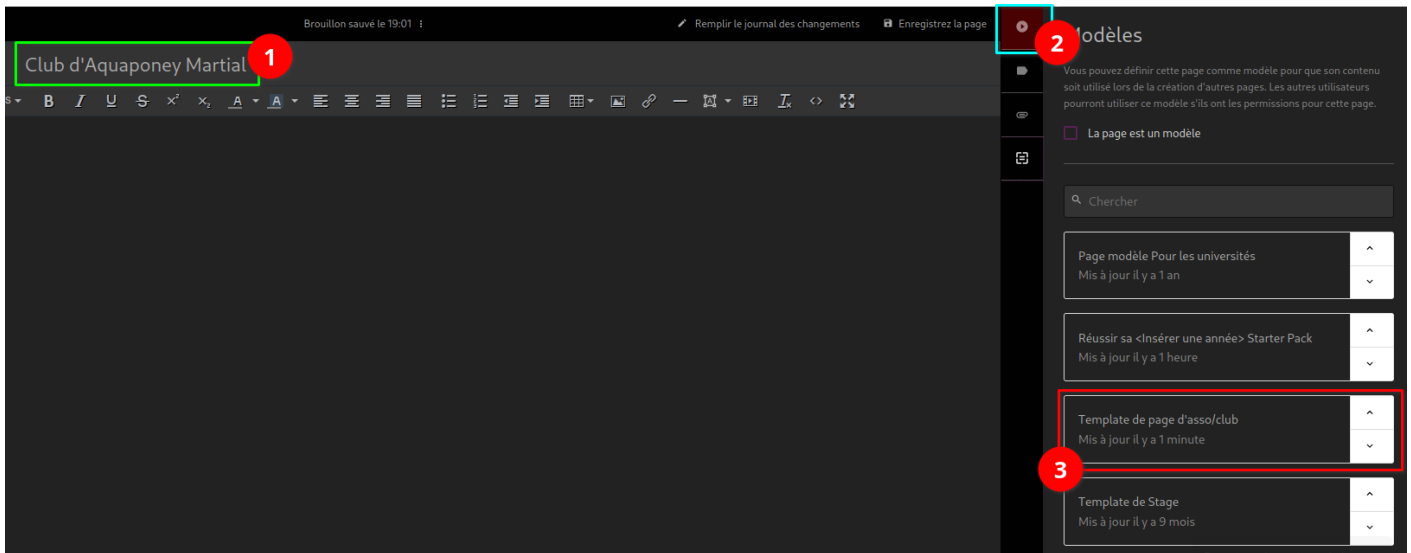 Brouillon sauvé le 19:01
Remplir le journal des changements
Enregistrez la page
Club d'Aquaponey Martial
1
2
odèles
Vous pouvez définir cette page comme modèle pour que son contenu
soit utilisé lors de la création d'autres pages. Les autres utilisateurs
pourront utiliser ce modèle s'ils ont les permissions pour cette page.
La page est un modèle
Chercher
Page modèle Pour les universités
Mis à jour il y a 1 an
Réussir sa <Insérer une année> Starter Pack
Mis à jour il y a 1 heure
Template de page d'asso/club
Mis à jour il y a 1 minute
3
Template de Stage
Mis à jour il y a 9 mois